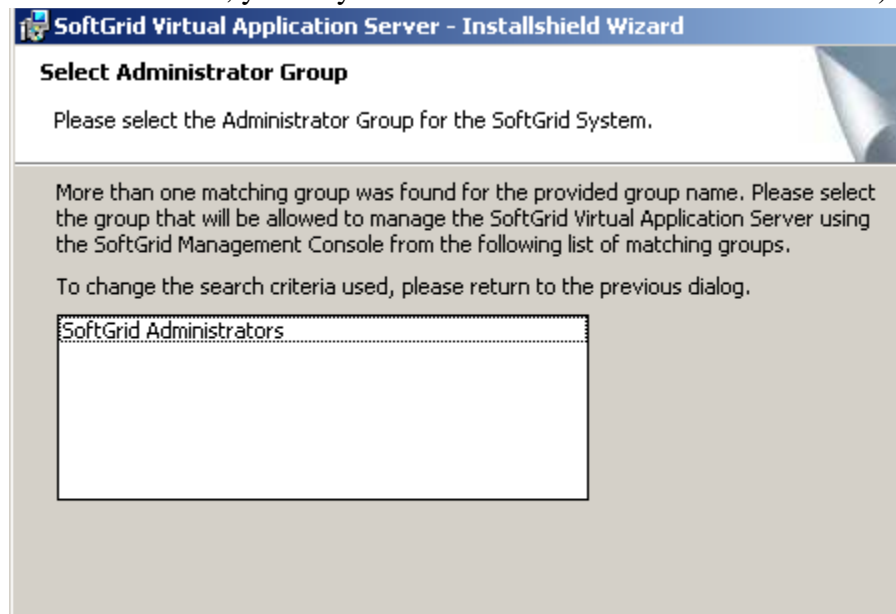 SoftGrid Virtual Application Server - Installshield Wizard
Select Administrator Group
Please select the Administrator Group for the SoftGrid System.
More than one matching group was found for the provided group name. Please select
the group that will be allowed to manage the SoftGrid Virtual Application Server using
the SoftGrid Management Console from the following list of matching groups.
To change the search criteria used, please return to the previous dialog.
SoftGrid Administrators